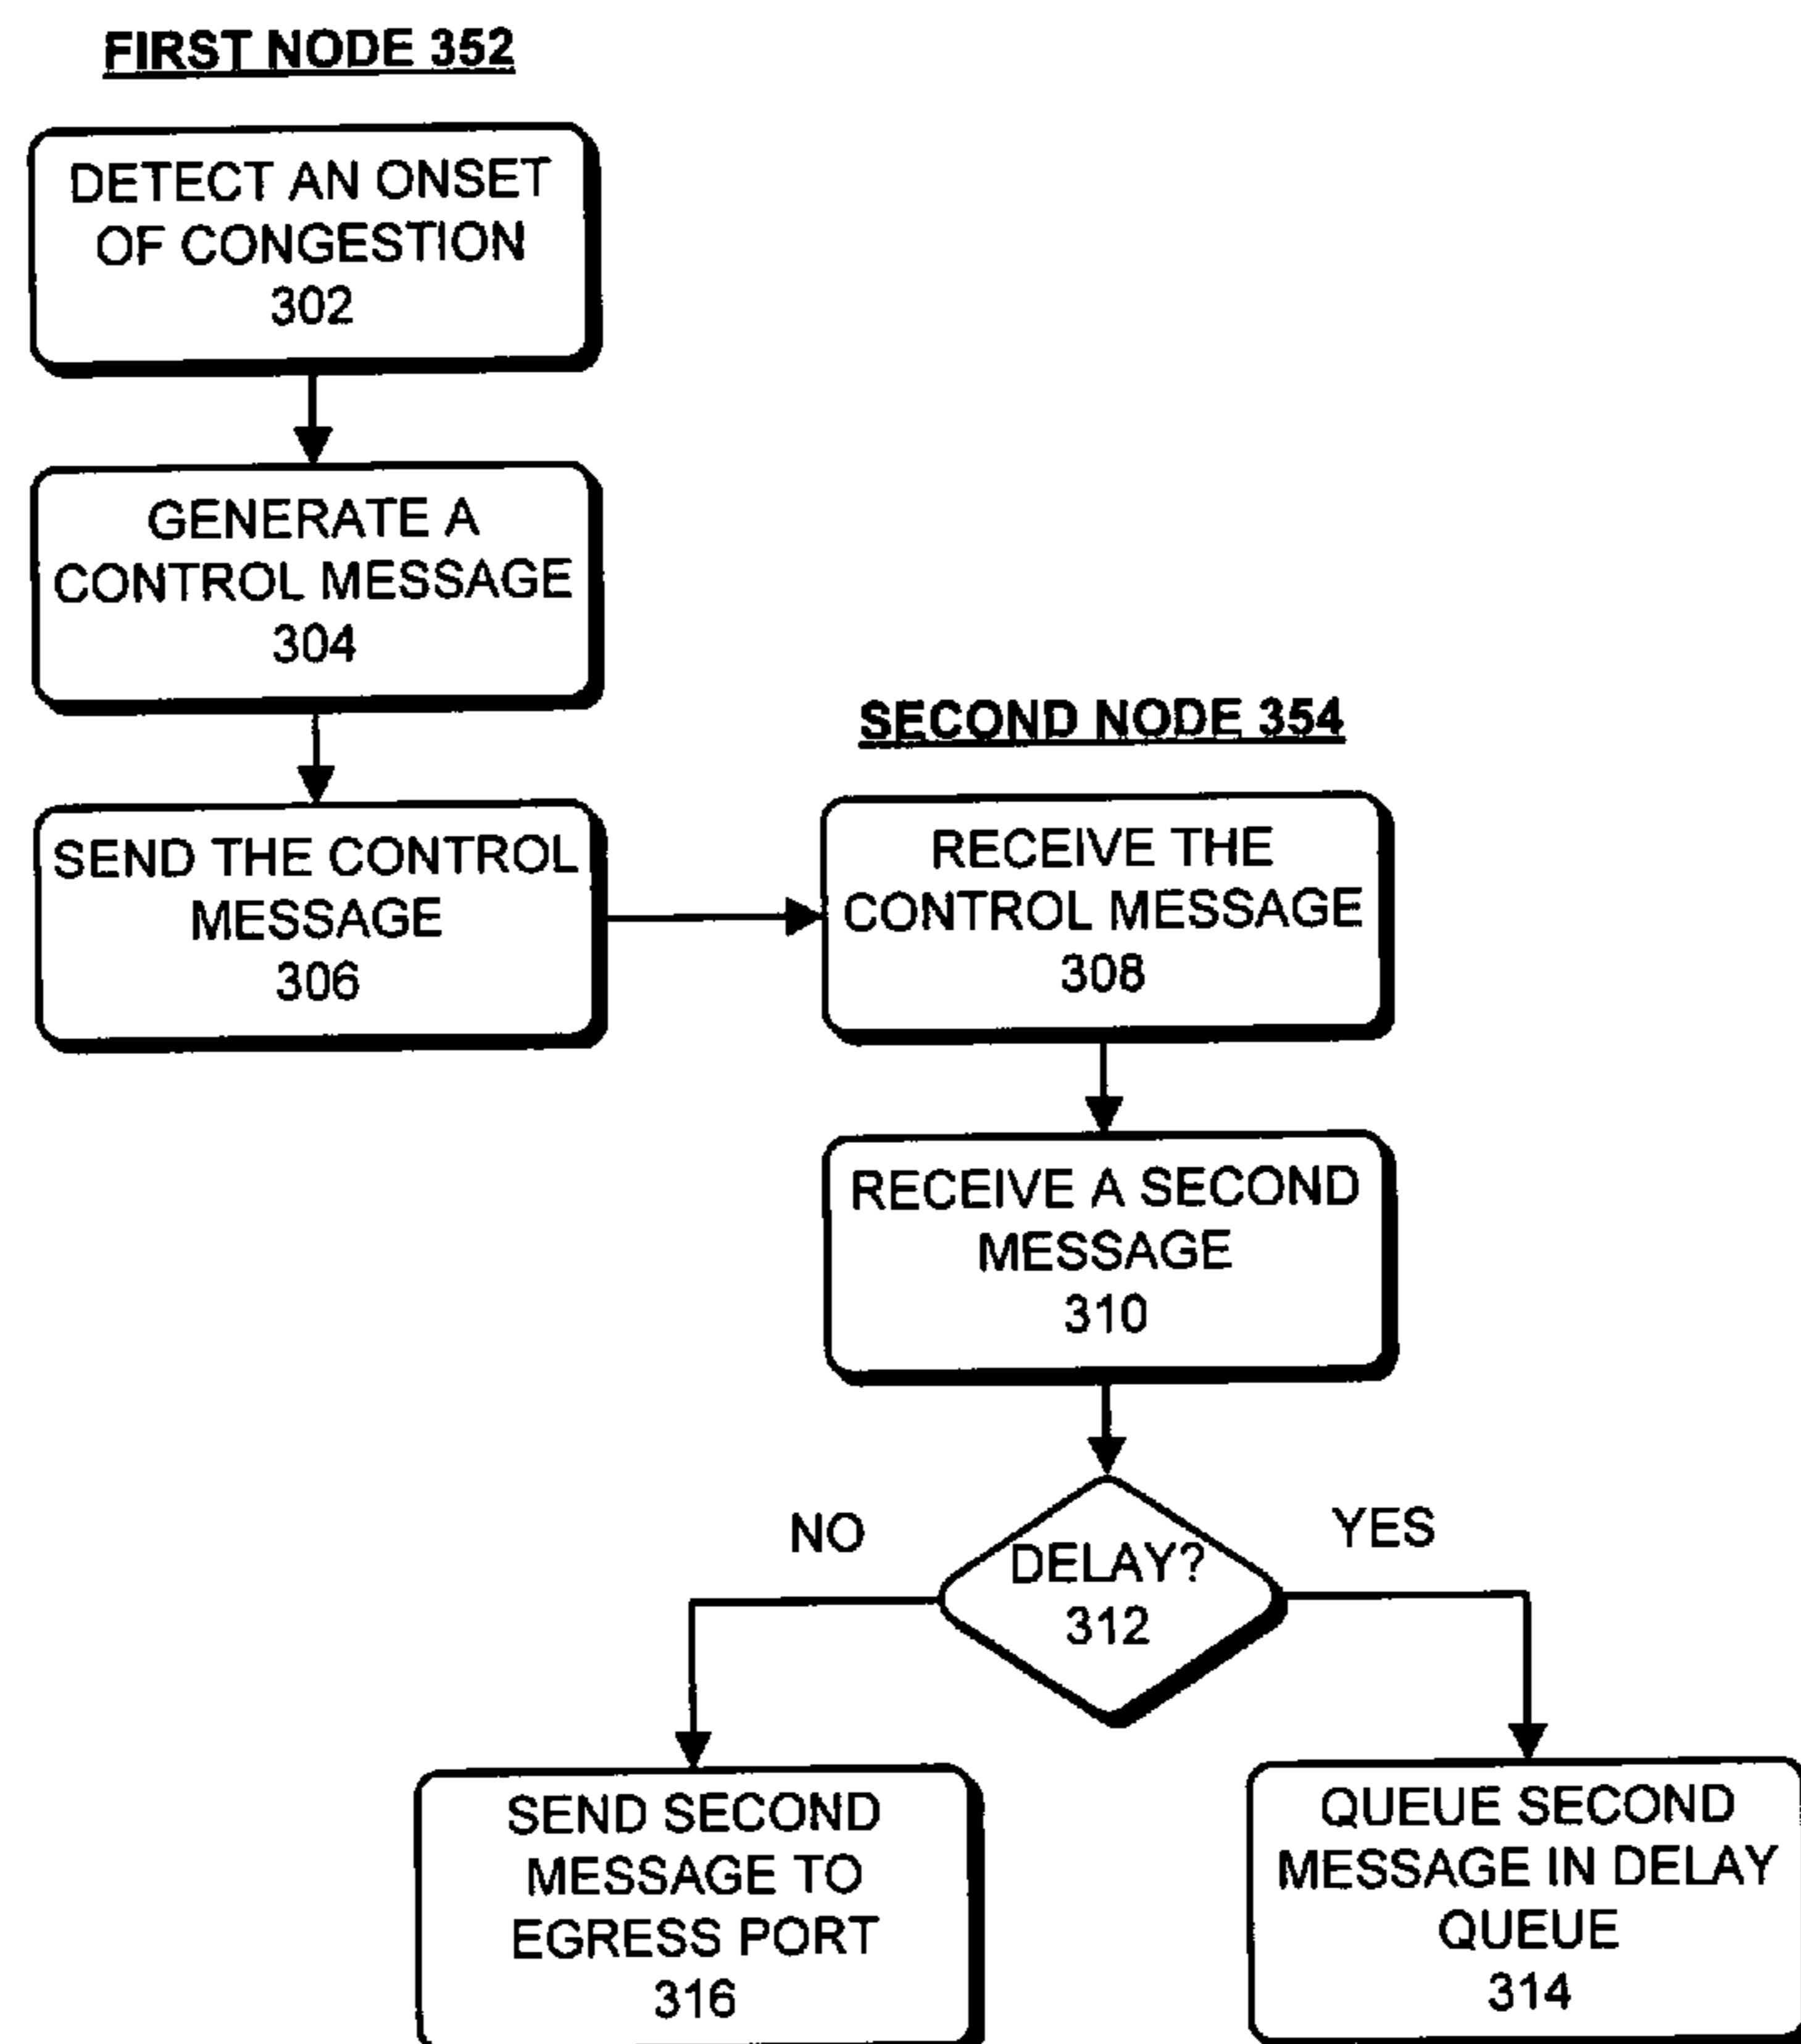 FIRST NODE 352
DETECT AN ONSET
OF CONGESTION
302
GENERATE A
CONTROL MESSAGE
304
SEND THE CONTROL
MESSAGE
306
SECOND NODE 354
RECEIVE THE
CONTROL MESSAGE
308
RECEIVE A SECOND
MESSAGE
310
DELAY?
312
NO
YES
SEND SECOND
MESSAGE TO
EGRESS PORT
316
QUEUE SECOND
MESSAGE IN DELAY
QUEUE
314